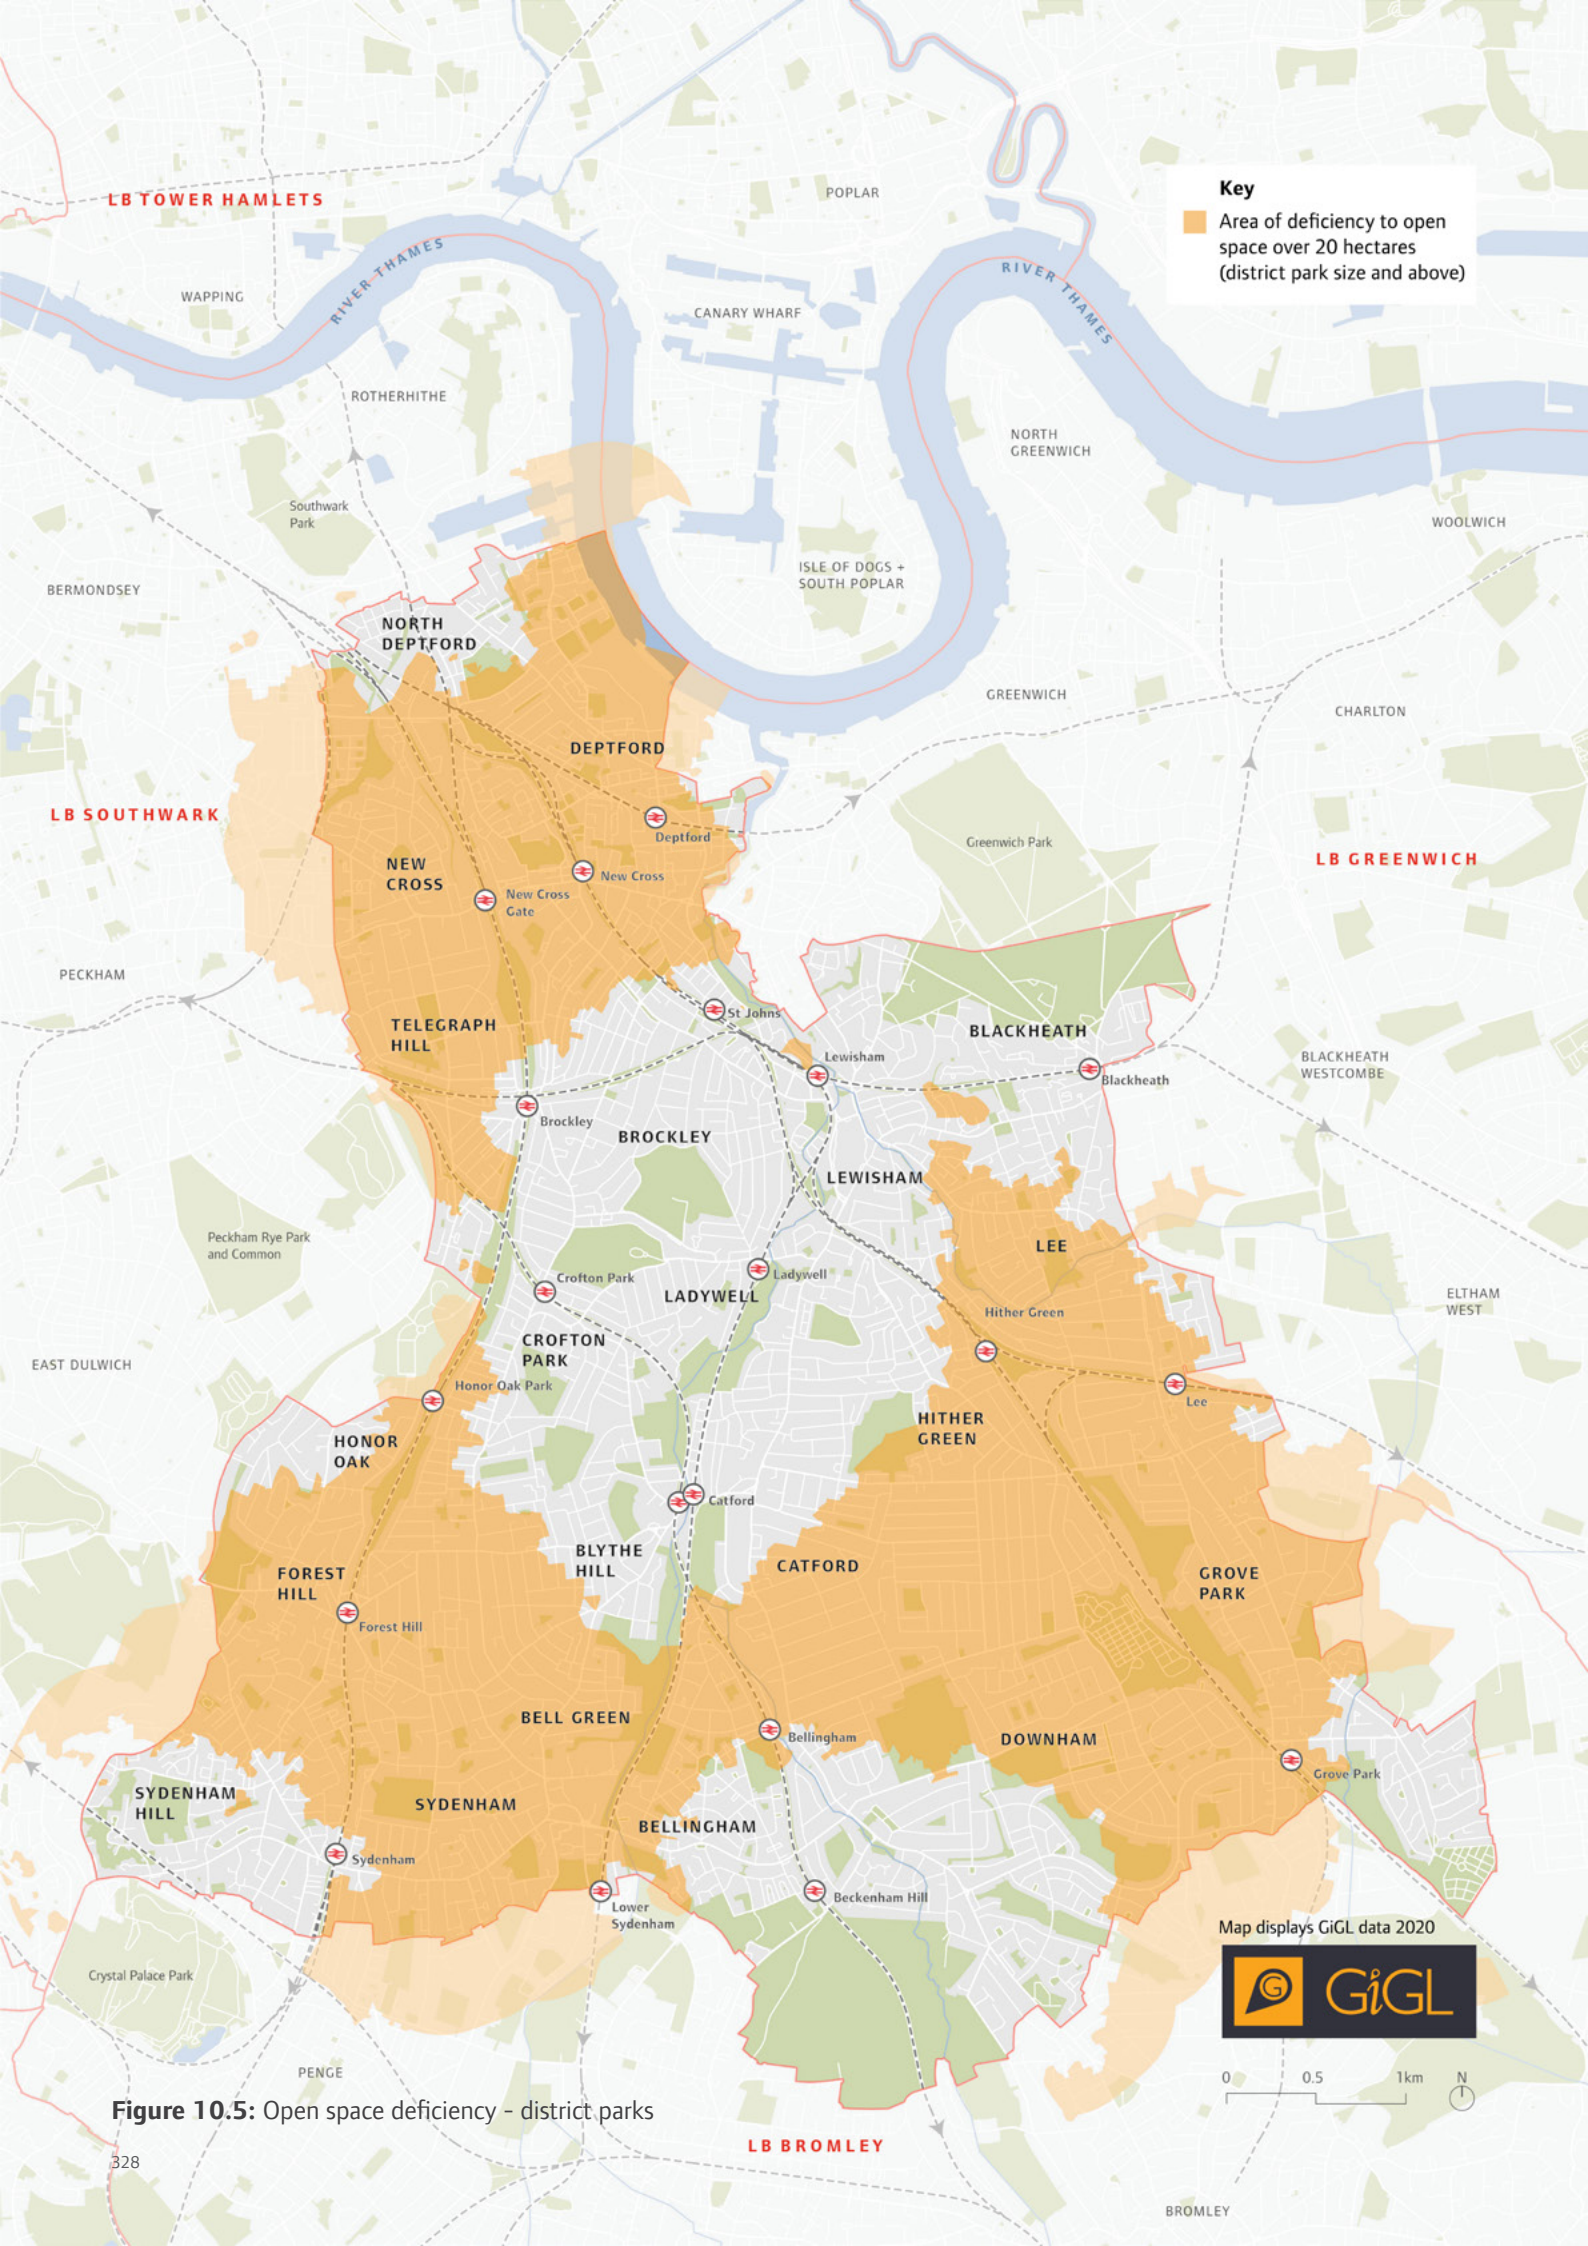 LB TOWER HAMLETS
POPLAR
Key
Area of deficiency to open
space over 20 hectares
(district park size and above)
RIVER THAMES
RIVER THAMES
WAPPING
CANARY WHARF
ROTHERHITHE
NORTH
GREENWICH
Southwark
Park
WOOLWICH
ISLE OF DOGS +
SOUTH POPLAR
BERMONDSEY
NORTH
DEPTFORD
GREENWICH
CHARLTON
DEPTFORD
LB SOUTHWARK
Deptford
Greenwich Park
LB GREENWICH
NEW
CROSS
New Cross
New Cross
Gate
PECKHAM
St Johns
TELEGRAPH
HILL
BLACKHEATH
Lewisham
BLACKHEATH
WESTCOMBE
Blackheath
Brockley
BROCKLEY
LEWISHAM
Peckham Rye Park
and Common
LEE
Crofton Park
Ladywell
LADYWELL
ELTHAM
WEST
Hither Green
CROFTON
PARK
EAST DULWICH
Honor Oak Park
Lee
HITHER
GREEN
HONOR
OAK
Catford
BLYTHE
HILL
CATFORD
FOREST
HILL
GROVE
PARK
Forest Hill
BELL GREEN
Bellingham
DOWNHAM
Grove Park
SYDENHAM
HILL
SYDENHAM
BELLINGHAM
Sydenham
Beckenham Hill
Lower
Sydenham
Map displays GiGL data 2020
G
GiGL
Crystal Palace Park
PENGE
0 0.5 1km N
Figure 10.5: Open space deficiency - district parks
LB BROMLEY
328
BROMLEY